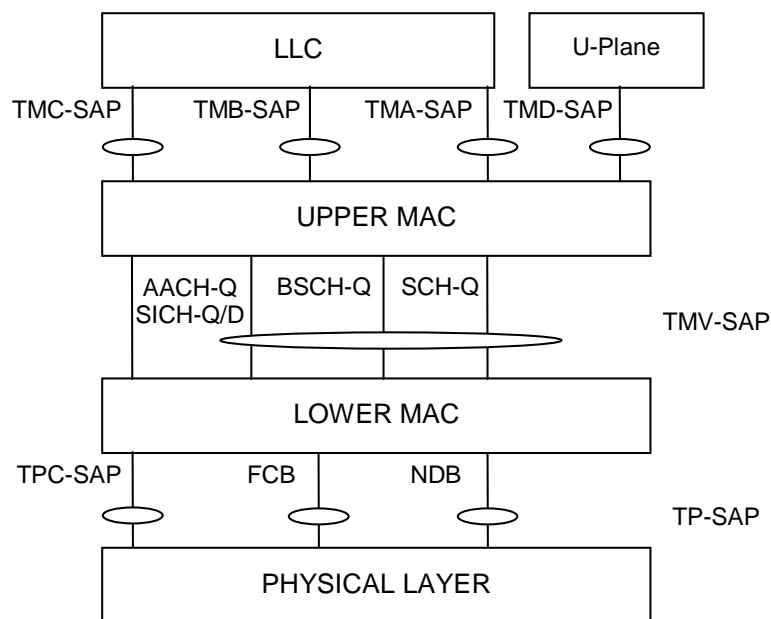 LLC
U-Plane
TMC-SAP
TMB-SAP
TMA-SAP
TMD-SAP
UPPER MAC
AACH-Q
SICH-Q/D
BSCH-Q
SCH-Q
TMV-SAP
LOWER MAC
TPC-SAP
FCB
NDB
TP-SAP
PHYSICAL LAYER